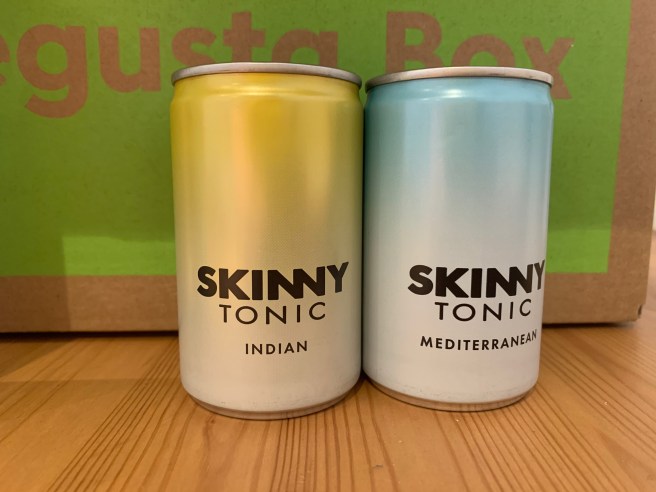 egusta Box
SKINNY
TONIC
INDIAN
SKINNY
TONIC
MEDITERRANEAN